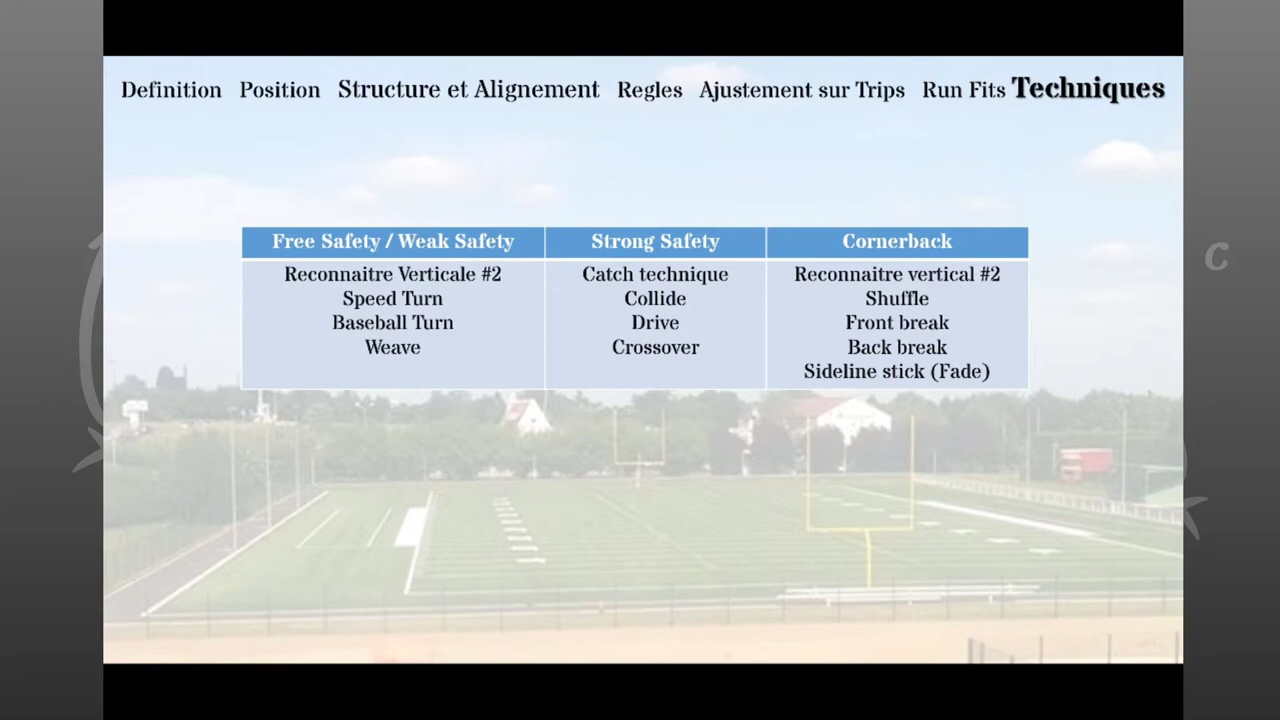 Definition Position Structure et Alignement Regles Ajustement sur Trips Run Fits Techniques
Free Safety / Weak Safety Strong Safety Cornerback
Reconnaitre Verticale #2 Catch technique Reconnaitre vertical #2
Speed Turn Collide Shuffle
Baseball Turn Drive Front break
Weave Crossover Back break
Sideline stick (Fade)
c